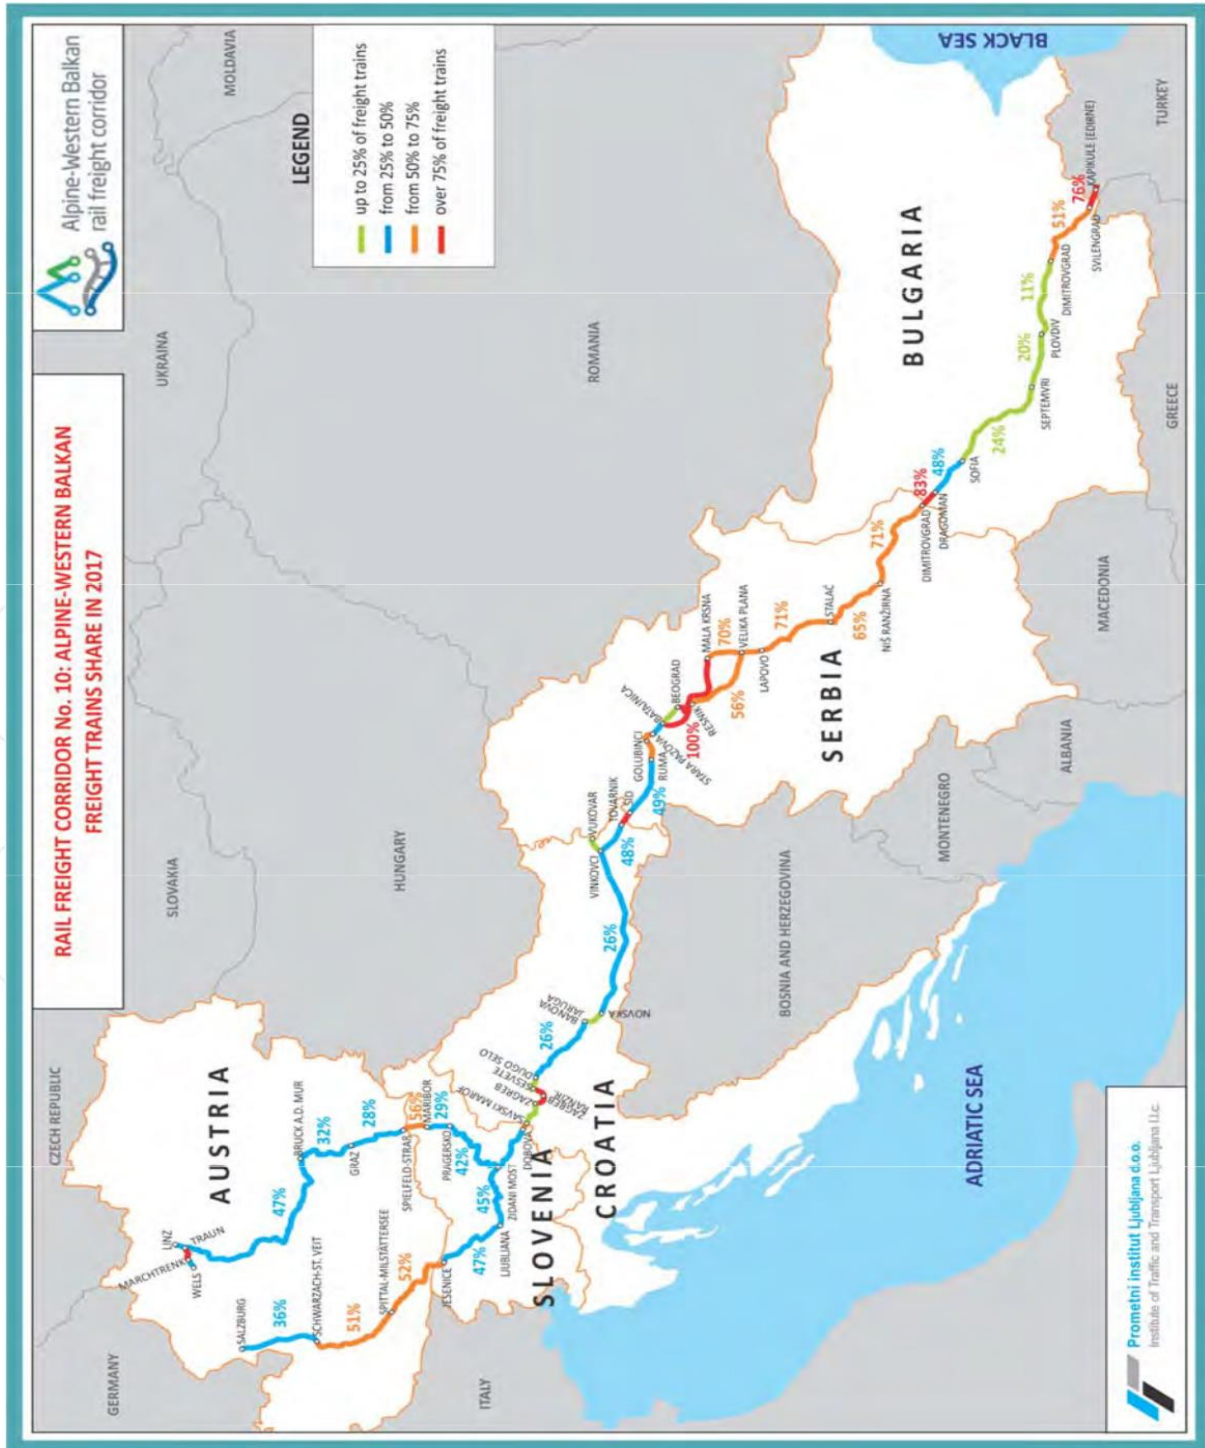 RAIL FREIGHT CORRIDOR No. 10: ALPINE-WESTERN BALKAN
FREIGHT TRAINS SHARE IN 2017
Alpine-Western Balkan
rail freight corridor
LEGEND
up to 25% of freight trains
from 25% to 50%
from 50% to 75%
over 75% of freight trains
GERMANY
CZECH REPUBLIC
SLOVAKIA
UKRAINA
MOLDAVIA
HUNGARY
ROMANIA
ITALY
AUSTRIA
SLOVENIA
CROATIA
SERBIA
BULGARIA
BOSNIA AND HERZEGOVINA
MONTENEGRO
ALBANIA
MACEDONIA
GREECE
TURKEY
BLACK SEA
ADRIATIC SEA
SALZBURG
36%
SCHWARZACH-ST. VEIT
51%
SPITTAL-MILSTÄTTERSEE
52%
JESENICE
47%
LJUBLJANA
45%
ZIDANI MOST
LINZ
TRAUN
MARCHTRENK
WELS
47%
BRUCK A.D. MUR
32%
GRAZ
28%
SPIELFELD-STRAß
56%
MARIBOR
29%
PRAGERSKO
42%
DOBOVA
SAVSKI MAROF
ZAGREB
ZAGREB
RANŽIR.
SESVETE
DUGO SELO
26%
BANOVA
JARUGA
NOVSKA
26%
VINKOVCI
VUKOVAR
48%
TOVARNIK
ŠID
49%
RUMA
GOLUBINCI
STARA PAZOVA
BATAJNICA
BEOGRAD
100%
RESNIK
56%
MALA KRSNA
70%
VELIKA PLANA
LAPOVO
71%
STALAĆ
65%
NIŠ RANŽIRNA
71%
DIMITROVGRAD
83%
DRAGOMAN
48%
SOFIA
24%
SEPTEMVRI
20%
PLOVDIV
11%
DIMITROVGRAD
51%
SVILENGRAD
76%
KAPIKULE (EDIRNE)
Prometni institut Ljubljana d.o.o.
Institute of Traffic and Transport Ljubljana l.l.c.